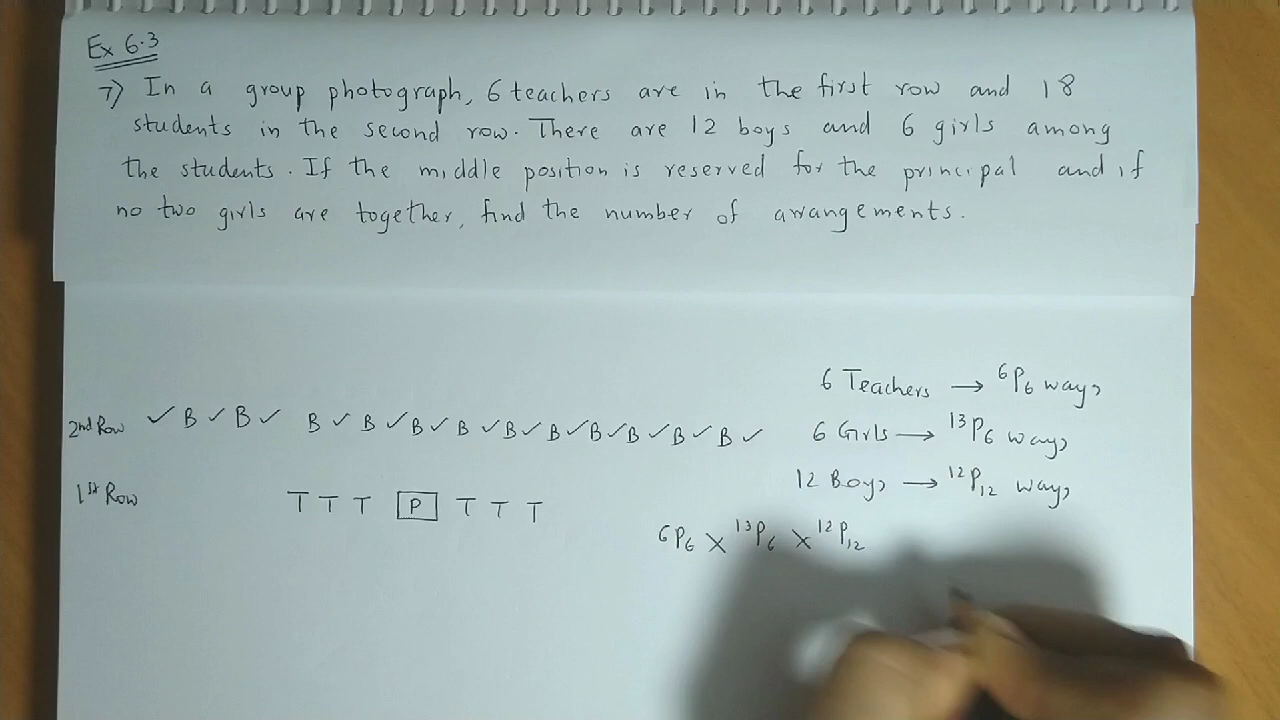 Ex 6.3
7) In a group photograph, 6 teachers are in the first row and 18
students in the second row. There are 12 boys and 6 girls among
the students. If the middle position is reserved for the principal and if
no two girls are together, find the number of arrangements.
6 Teachers → ⁶P₆ ways
2nd Row ✓ B ✓ B ✓ B ✓ B ✓ B ✓ B ✓ B ✓ B ✓ B ✓ B ✓ B ✓ B ✓
6 Girls → ¹³P₆ ways
12 Boys → ¹²P₁₂ ways
1st Row T T T P T T T
⁶P₆ × ¹³P₆ × ¹²P₁₂